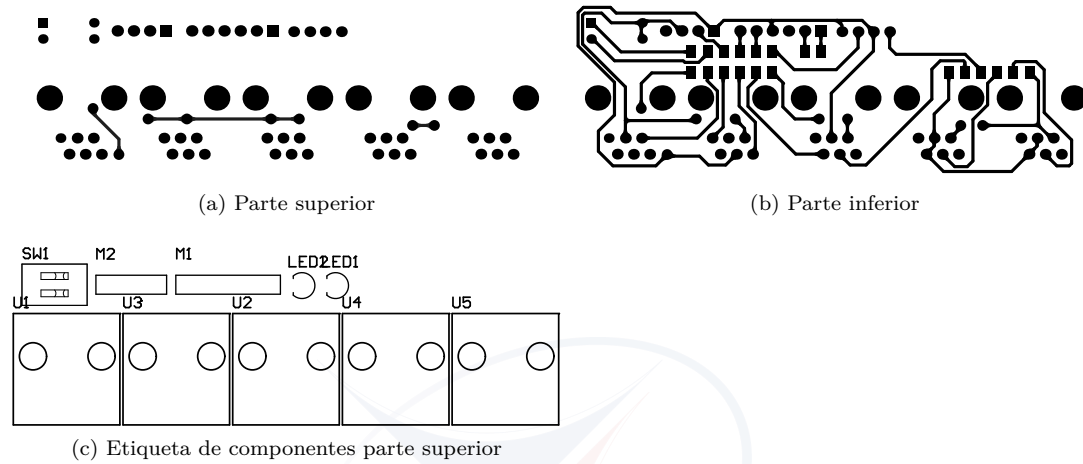 (a) Parte superior
(b) Parte inferior
SW1 M2 M1 LED2 LED1
U1 U3 U2 U4 U5
(c) Etiqueta de componentes parte superior